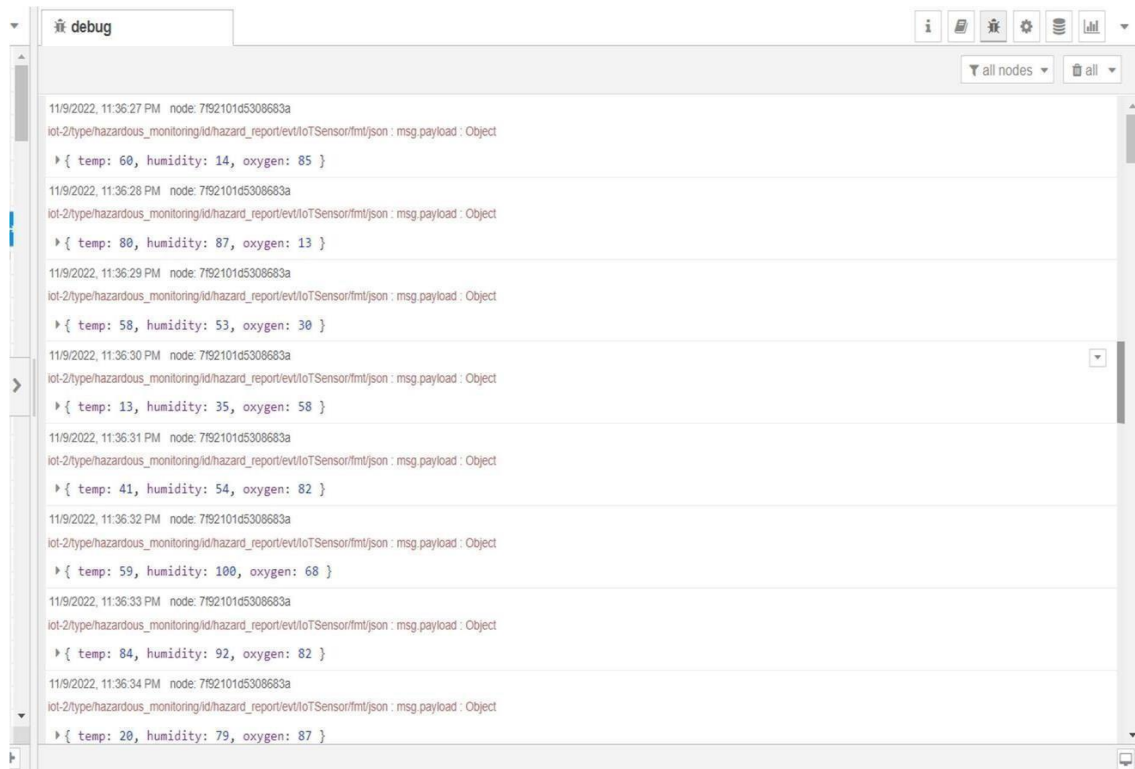 debug
all nodes
all
11/9/2022, 11:36:27 PM node: 7f92101d5308683a
iot-2/type/hazardous_monitoring/id/hazard_report/evt/IoTSensor/fmt/json : msg.payload : Object
{ temp: 60, humidity: 14, oxygen: 85 }
11/9/2022, 11:36:28 PM node: 7f92101d5308683a
iot-2/type/hazardous_monitoring/id/hazard_report/evt/IoTSensor/fmt/json : msg.payload : Object
{ temp: 80, humidity: 87, oxygen: 13 }
11/9/2022, 11:36:29 PM node: 7f92101d5308683a
iot-2/type/hazardous_monitoring/id/hazard_report/evt/IoTSensor/fmt/json : msg.payload : Object
{ temp: 58, humidity: 53, oxygen: 30 }
11/9/2022, 11:36:30 PM node: 7f92101d5308683a
iot-2/type/hazardous_monitoring/id/hazard_report/evt/IoTSensor/fmt/json : msg.payload : Object
{ temp: 13, humidity: 35, oxygen: 58 }
11/9/2022, 11:36:31 PM node: 7f92101d5308683a
iot-2/type/hazardous_monitoring/id/hazard_report/evt/IoTSensor/fmt/json : msg.payload : Object
{ temp: 41, humidity: 54, oxygen: 82 }
11/9/2022, 11:36:32 PM node: 7f92101d5308683a
iot-2/type/hazardous_monitoring/id/hazard_report/evt/IoTSensor/fmt/json : msg.payload : Object
{ temp: 59, humidity: 100, oxygen: 68 }
11/9/2022, 11:36:33 PM node: 7f92101d5308683a
iot-2/type/hazardous_monitoring/id/hazard_report/evt/IoTSensor/fmt/json : msg.payload : Object
{ temp: 84, humidity: 92, oxygen: 82 }
11/9/2022, 11:36:34 PM node: 7f92101d5308683a
iot-2/type/hazardous_monitoring/id/hazard_report/evt/IoTSensor/fmt/json : msg.payload : Object
{ temp: 20, humidity: 79, oxygen: 87 }